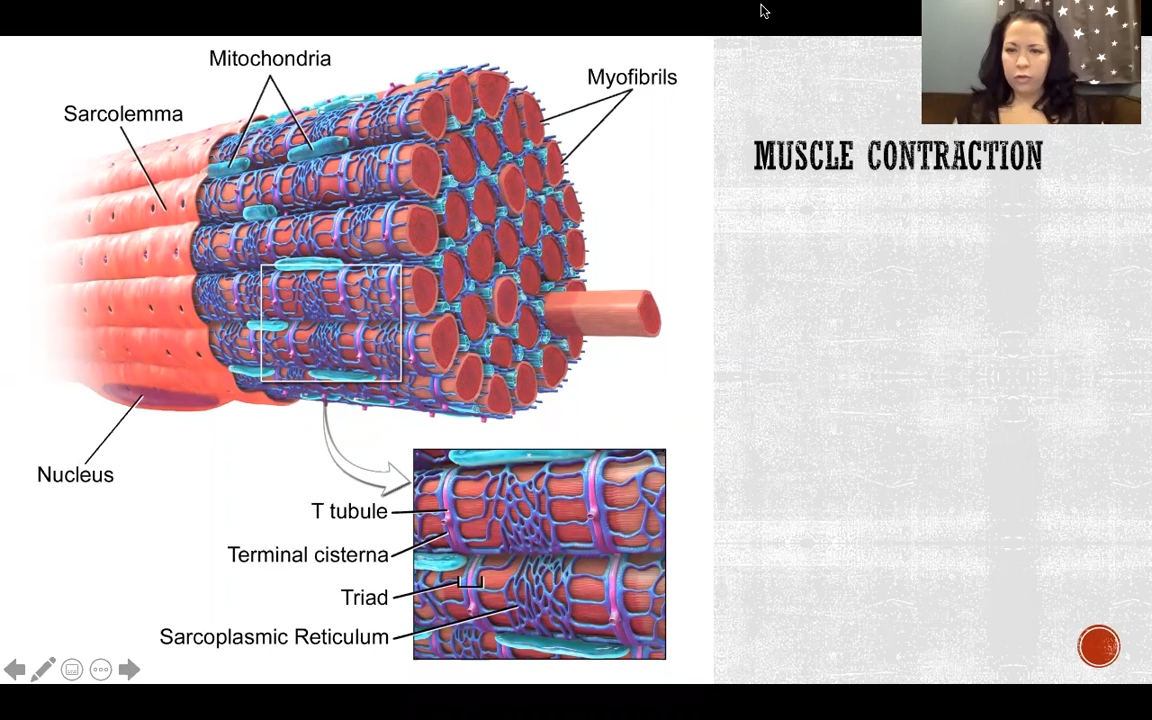 Mitochondria
Myofibrils
Sarcolemma
MUSCLE CONTRACTION
Nucleus
T tubule
Terminal cisterna
Triad
Sarcoplasmic Reticulum